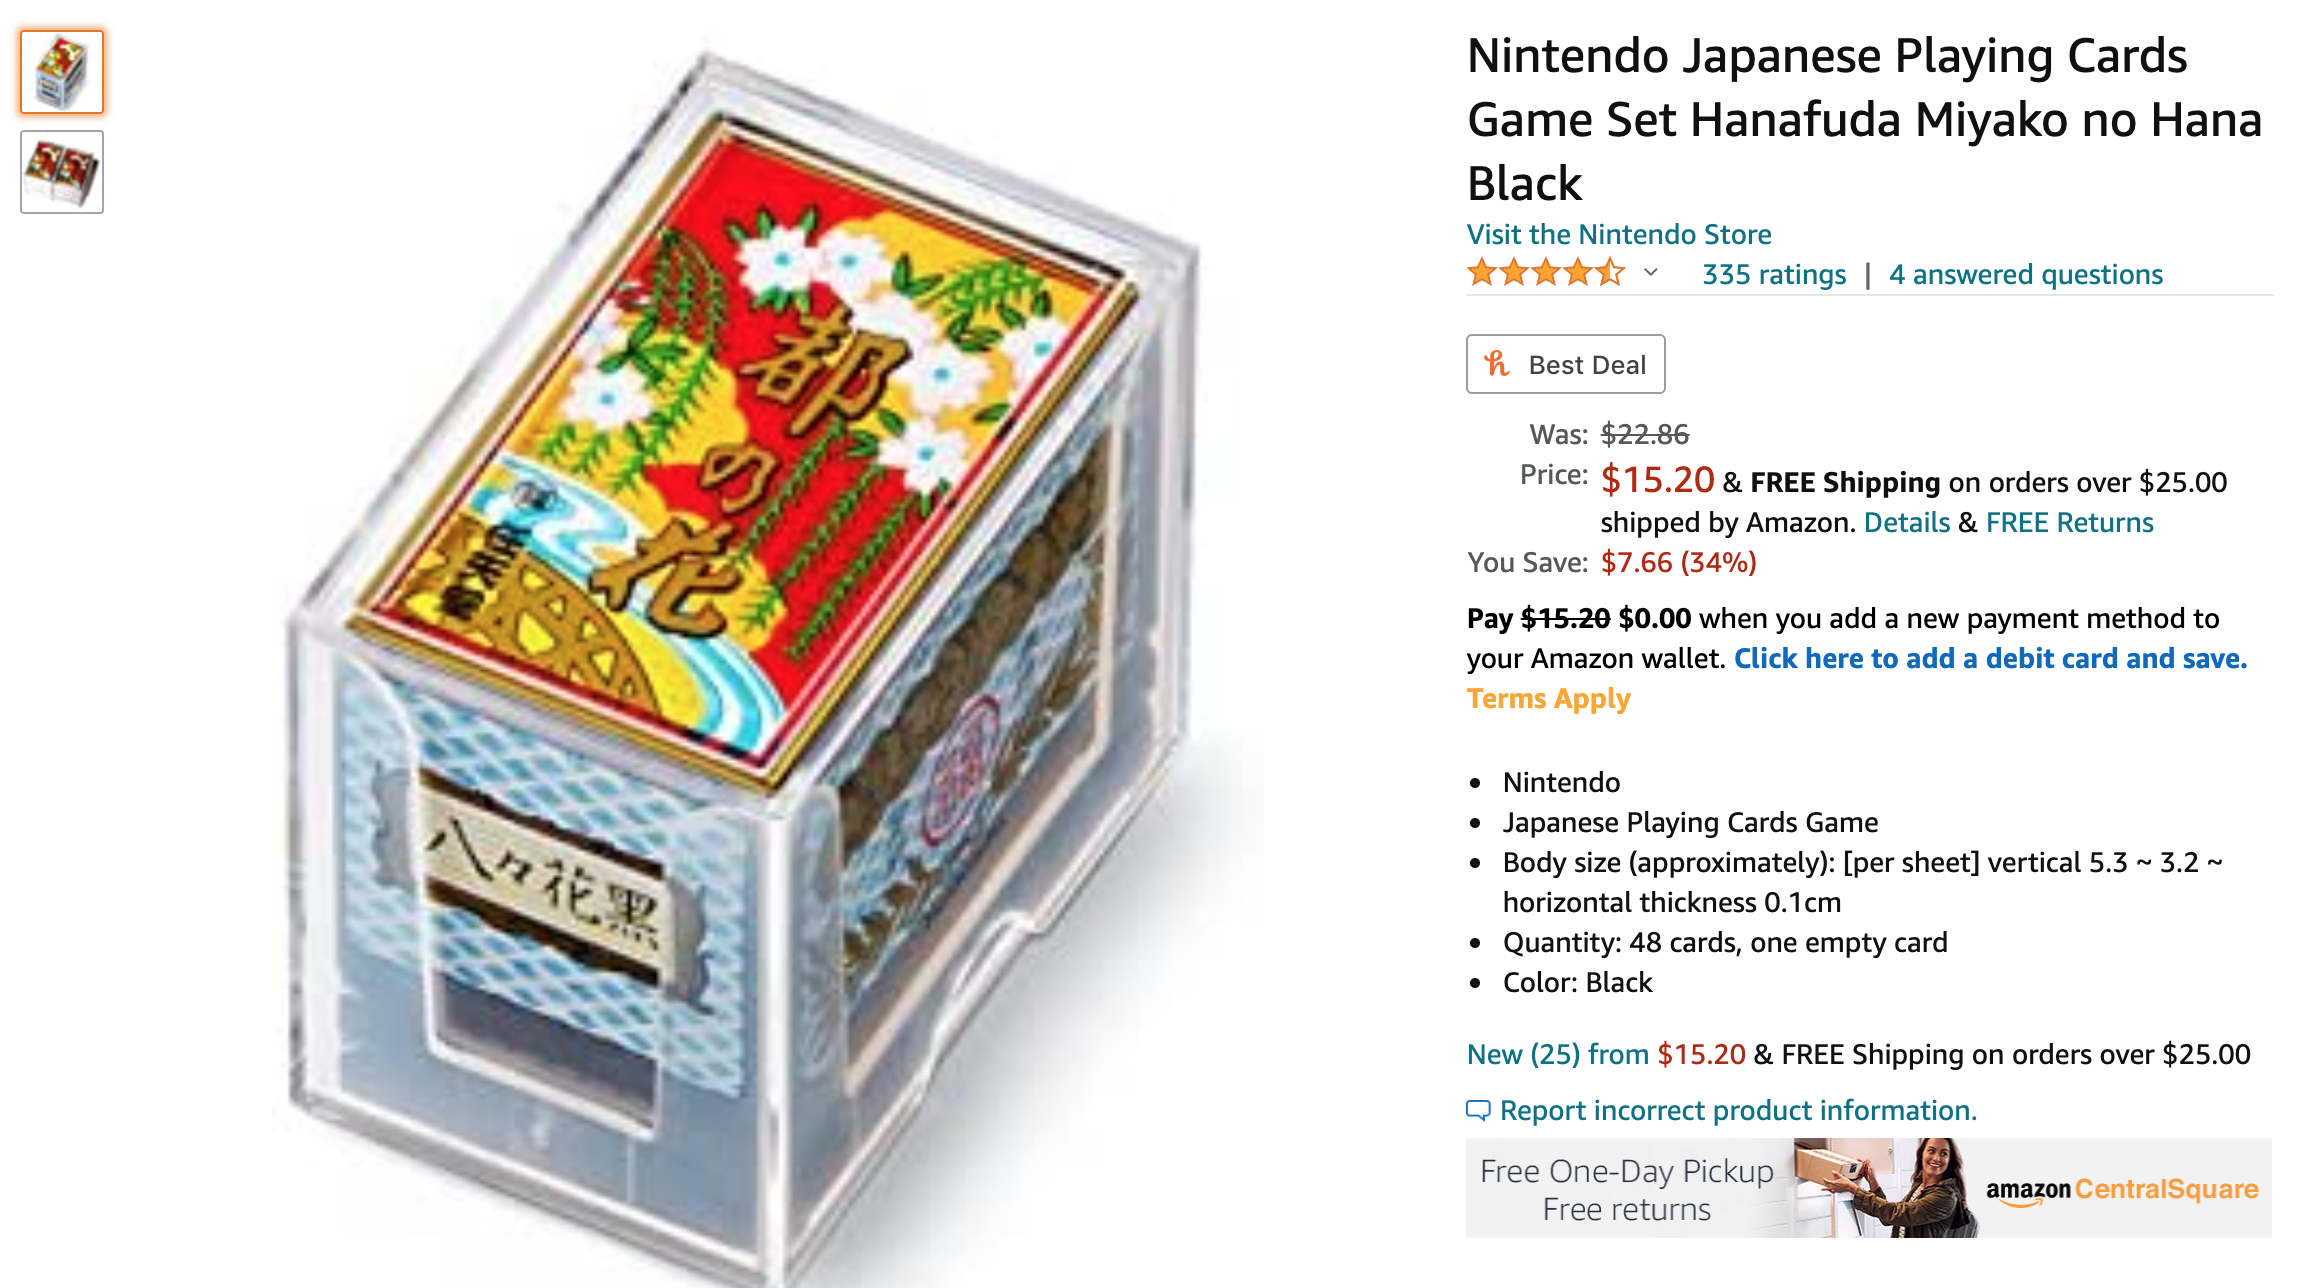 Nintendo Japanese Playing Cards
Game Set Hanafuda Miyako no Hana
Black
Visit the Nintendo Store
335 ratings | 4 answered questions
Best Deal
Was: $22.86
Price: $15.20 & FREE Shipping on orders over $25.00
shipped by Amazon. Details & FREE Returns
You Save: $7.66 (34%)
Pay $15.20 $0.00 when you add a new payment method to
your Amazon wallet. Click here to add a debit card and save.
Terms Apply
• Nintendo
• Japanese Playing Cards Game
• Body size (approximately): [per sheet] vertical 5.3 ~ 3.2 ~
horizontal thickness 0.1cm
• Quantity: 48 cards, one empty card
• Color: Black
New (25) from $15.20 & FREE Shipping on orders over $25.00
Report incorrect product information.
Free One-Day Pickup
Free returns
amazon CentralSquare
都の花
八々花黒